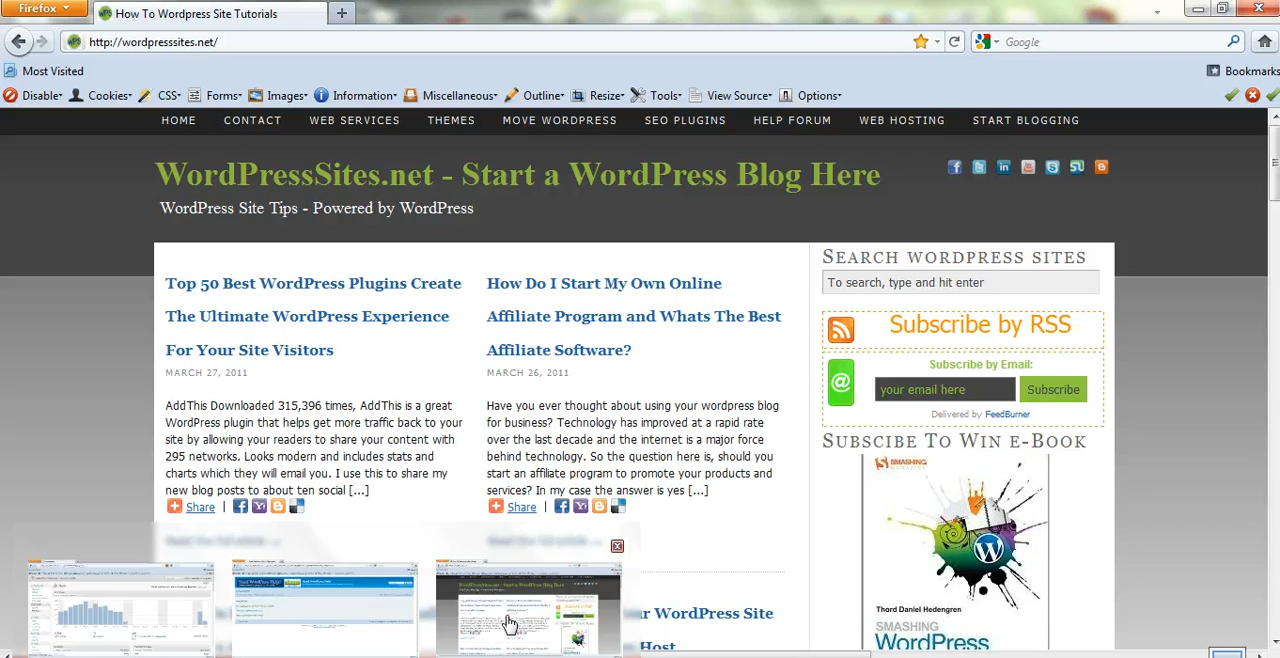 Firefox
How To Wordpress Site Tutorials
http://wordpresssites.net/
Google
Most Visited
Bookmarks
Disable Cookies CSS Forms Images Information Miscellaneous Outline Resize Tools View Source Options
HOME CONTACT WEB SERVICES THEMES MOVE WORDPRESS SEO PLUGINS HELP FORUM WEB HOSTING START BLOGGING
WordPressSites.net - Start a WordPress Blog Here
WordPress Site Tips - Powered by WordPress
Top 50 Best WordPress Plugins Create
The Ultimate WordPress Experience
For Your Site Visitors
MARCH 27, 2011
AddThis Downloaded 315,396 times, AddThis is a great
WordPress plugin that helps get more traffic back to your
site by allowing your readers to share your content with
295 networks. Looks modern and includes stats and
charts which they will email you. I use this to share my
new blog posts to about ten social [...]
Share |
How Do I Start My Own Online
Affiliate Program and Whats The Best
Affiliate Software?
MARCH 26, 2011
Have you ever thought about using your wordpress blog
for business? Technology has improved at a rapid rate
over the last decade and the internet is a major force
behind technology. So the question here is, should you
start an affiliate program to promote your products and
services? In my case the answer is yes [...]
Share |
WordPress Site
Host
Search wordpress sites
To search, type and hit enter
Subscribe by RSS
Subscribe by Email:
your email here
Subscribe
Delivered by FeedBurner
Subscibe To Win e-Book
SMASHING
Thord Daniel Hedengren
SMASHING
WordPress